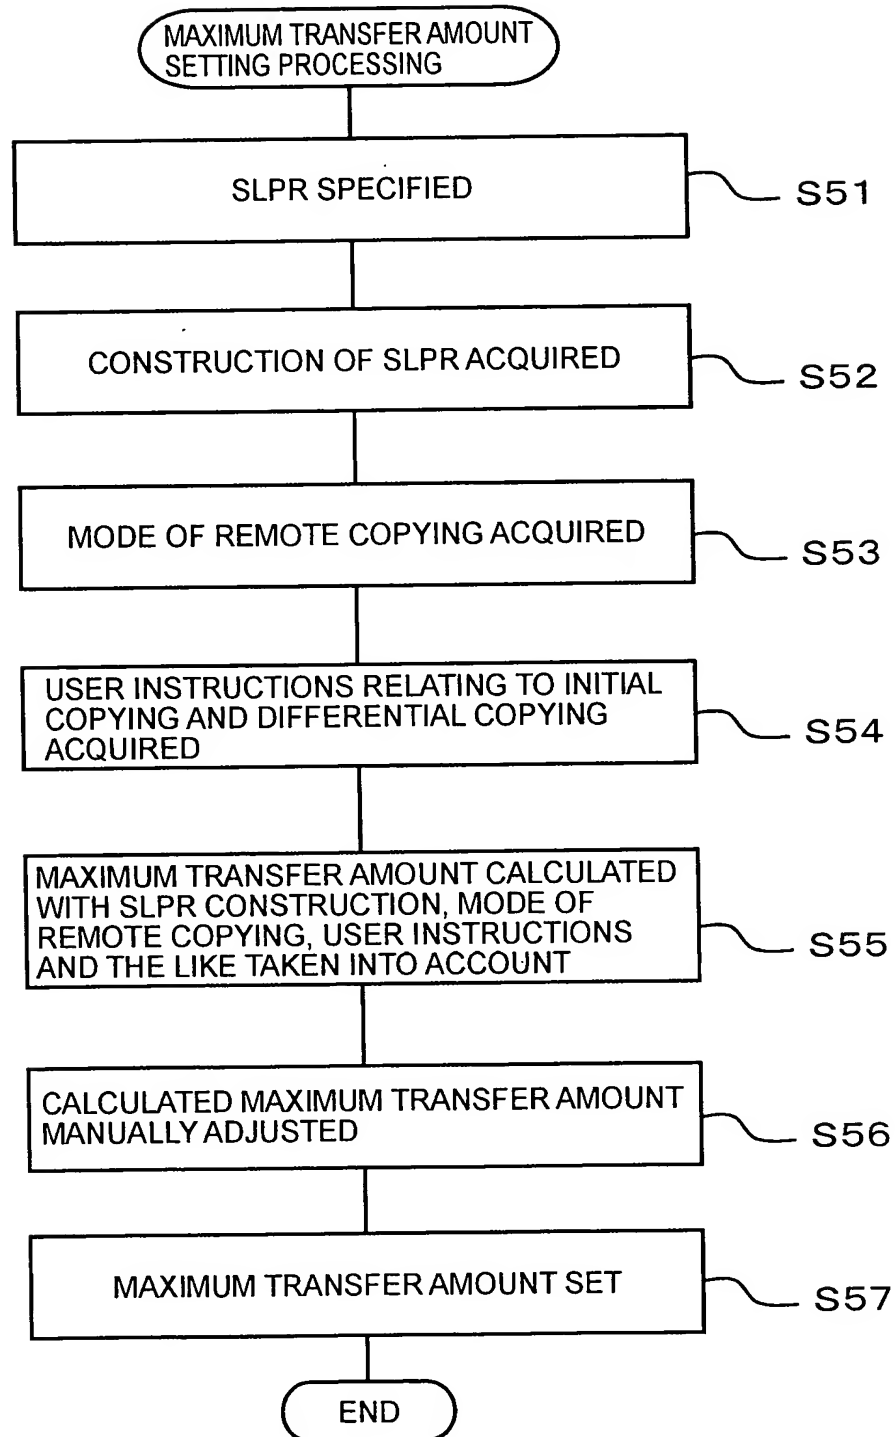 MAXIMUM TRANSFER AMOUNT
SETTING PROCESSING
SLPR SPECIFIED
S51
CONSTRUCTION OF SLPR ACQUIRED
S52
MODE OF REMOTE COPYING ACQUIRED
S53
USER INSTRUCTIONS RELATING TO INITIAL
COPYING AND DIFFERENTIAL COPYING
ACQUIRED
S54
MAXIMUM TRANSFER AMOUNT CALCULATED
WITH SLPR CONSTRUCTION, MODE OF
REMOTE COPYING, USER INSTRUCTIONS
AND THE LIKE TAKEN INTO ACCOUNT
S55
CALCULATED MAXIMUM TRANSFER AMOUNT
MANUALLY ADJUSTED
S56
MAXIMUM TRANSFER AMOUNT SET
S57
END